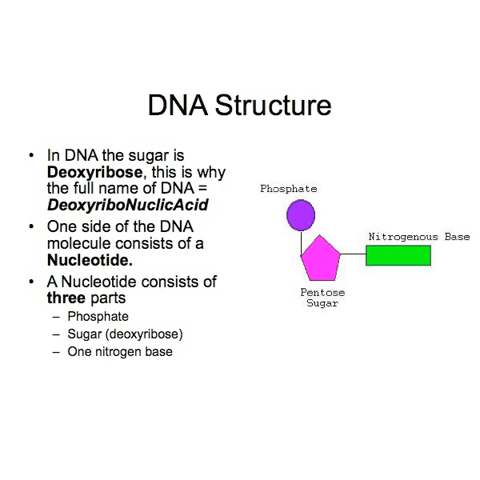 DNA Structure
• In DNA the sugar is
Deoxyribose, this is why
the full name of DNA =
DeoxyriboNuclicAcid
• One side of the DNA
molecule consists of a
Nucleotide.
• A Nucleotide consists of
three parts
– Phosphate
– Sugar (deoxyribose)
– One nitrogen base
Phosphate
Nitrogenous Base
Pentose
Sugar